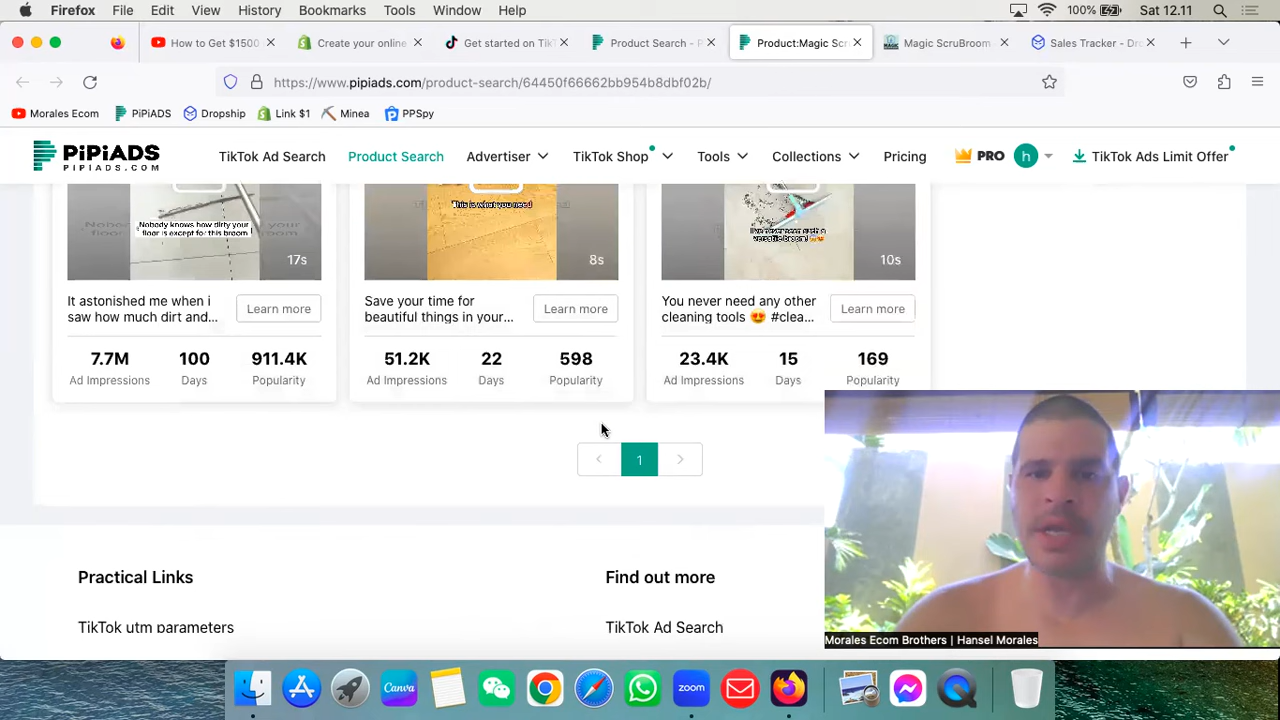 Firefox File Edit View History Bookmarks Tools Window Help 100% Sat 12.11
How to Get $1500 Create your online Get started on Tik Product Search - P Product:Magic Scr Magic ScruBroom Sales Tracker - Dro
https://www.pipiads.com/product-search/64450f66662bb954b8dbf02b/
Morales Ecom PiPiADS Dropship Link $1 Minea PPSpy
PiPiADS
PIPIADS.COM
TikTok Ad Search Product Search Advertiser TikTok Shop Tools Collections Pricing PRO h TikTok Ads Limit Offer
Nobody knows how dirty your
floor is except for this broom
17s
This is what you need
8s
I've never seen such a
versatile broom! 😍😍
10s
It astonished me when i
saw how much dirt and...
Learn more
Save your time for
beautiful things in your...
Learn more
You never need any other
cleaning tools 😍 #clea...
Learn more
7.7M 100 911.4K
Ad Impressions Days Popularity
51.2K 22 598
Ad Impressions Days Popularity
23.4K 15 169
Ad Impressions Days Popularity
1
Practical Links
Find out more
TikTok utm parameters
TikTok Ad Search
Morales Ecom Brothers | Hansel Morales
Canva
zoom